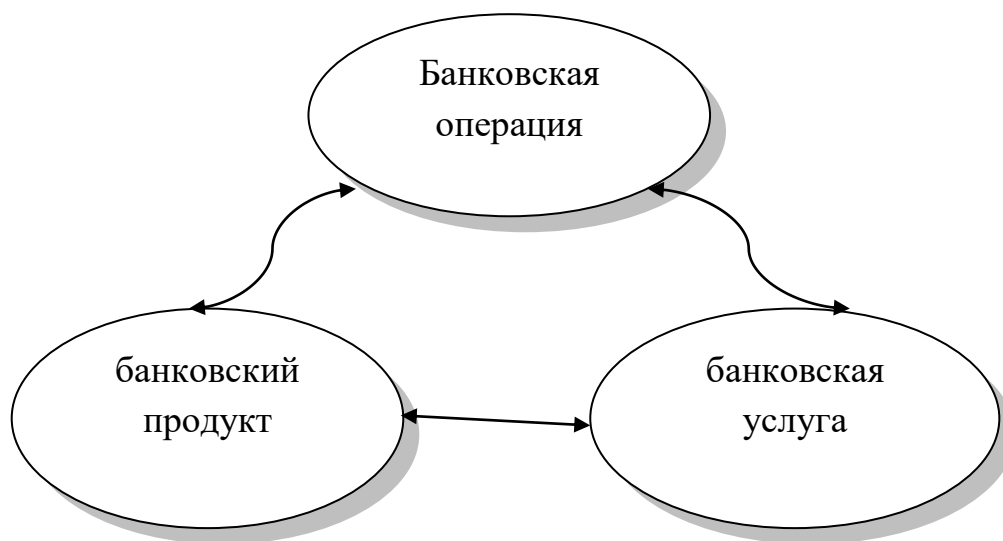 Банковская
операция
банковский
продукт
банковская
услуга